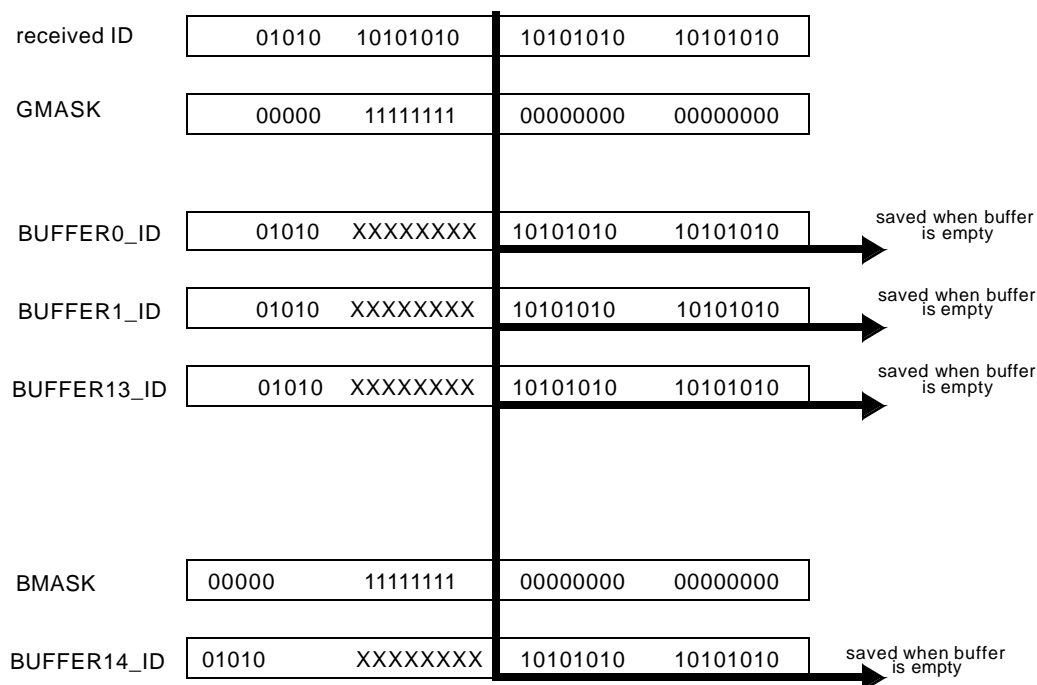 received ID 01010 10101010 10101010 10101010
GMASK 00000 11111111 00000000 00000000
BUFFER0_ID 01010 XXXXXXXX 10101010 10101010 saved when buffer
is empty
BUFFER1_ID 01010 XXXXXXXX 10101010 10101010 saved when buffer
is empty
BUFFER13_ID 01010 XXXXXXXX 10101010 10101010 saved when buffer
is empty
BMASK 00000 11111111 00000000 00000000
BUFFER14_ID 01010 XXXXXXXX 10101010 10101010 saved when buffer
is empty